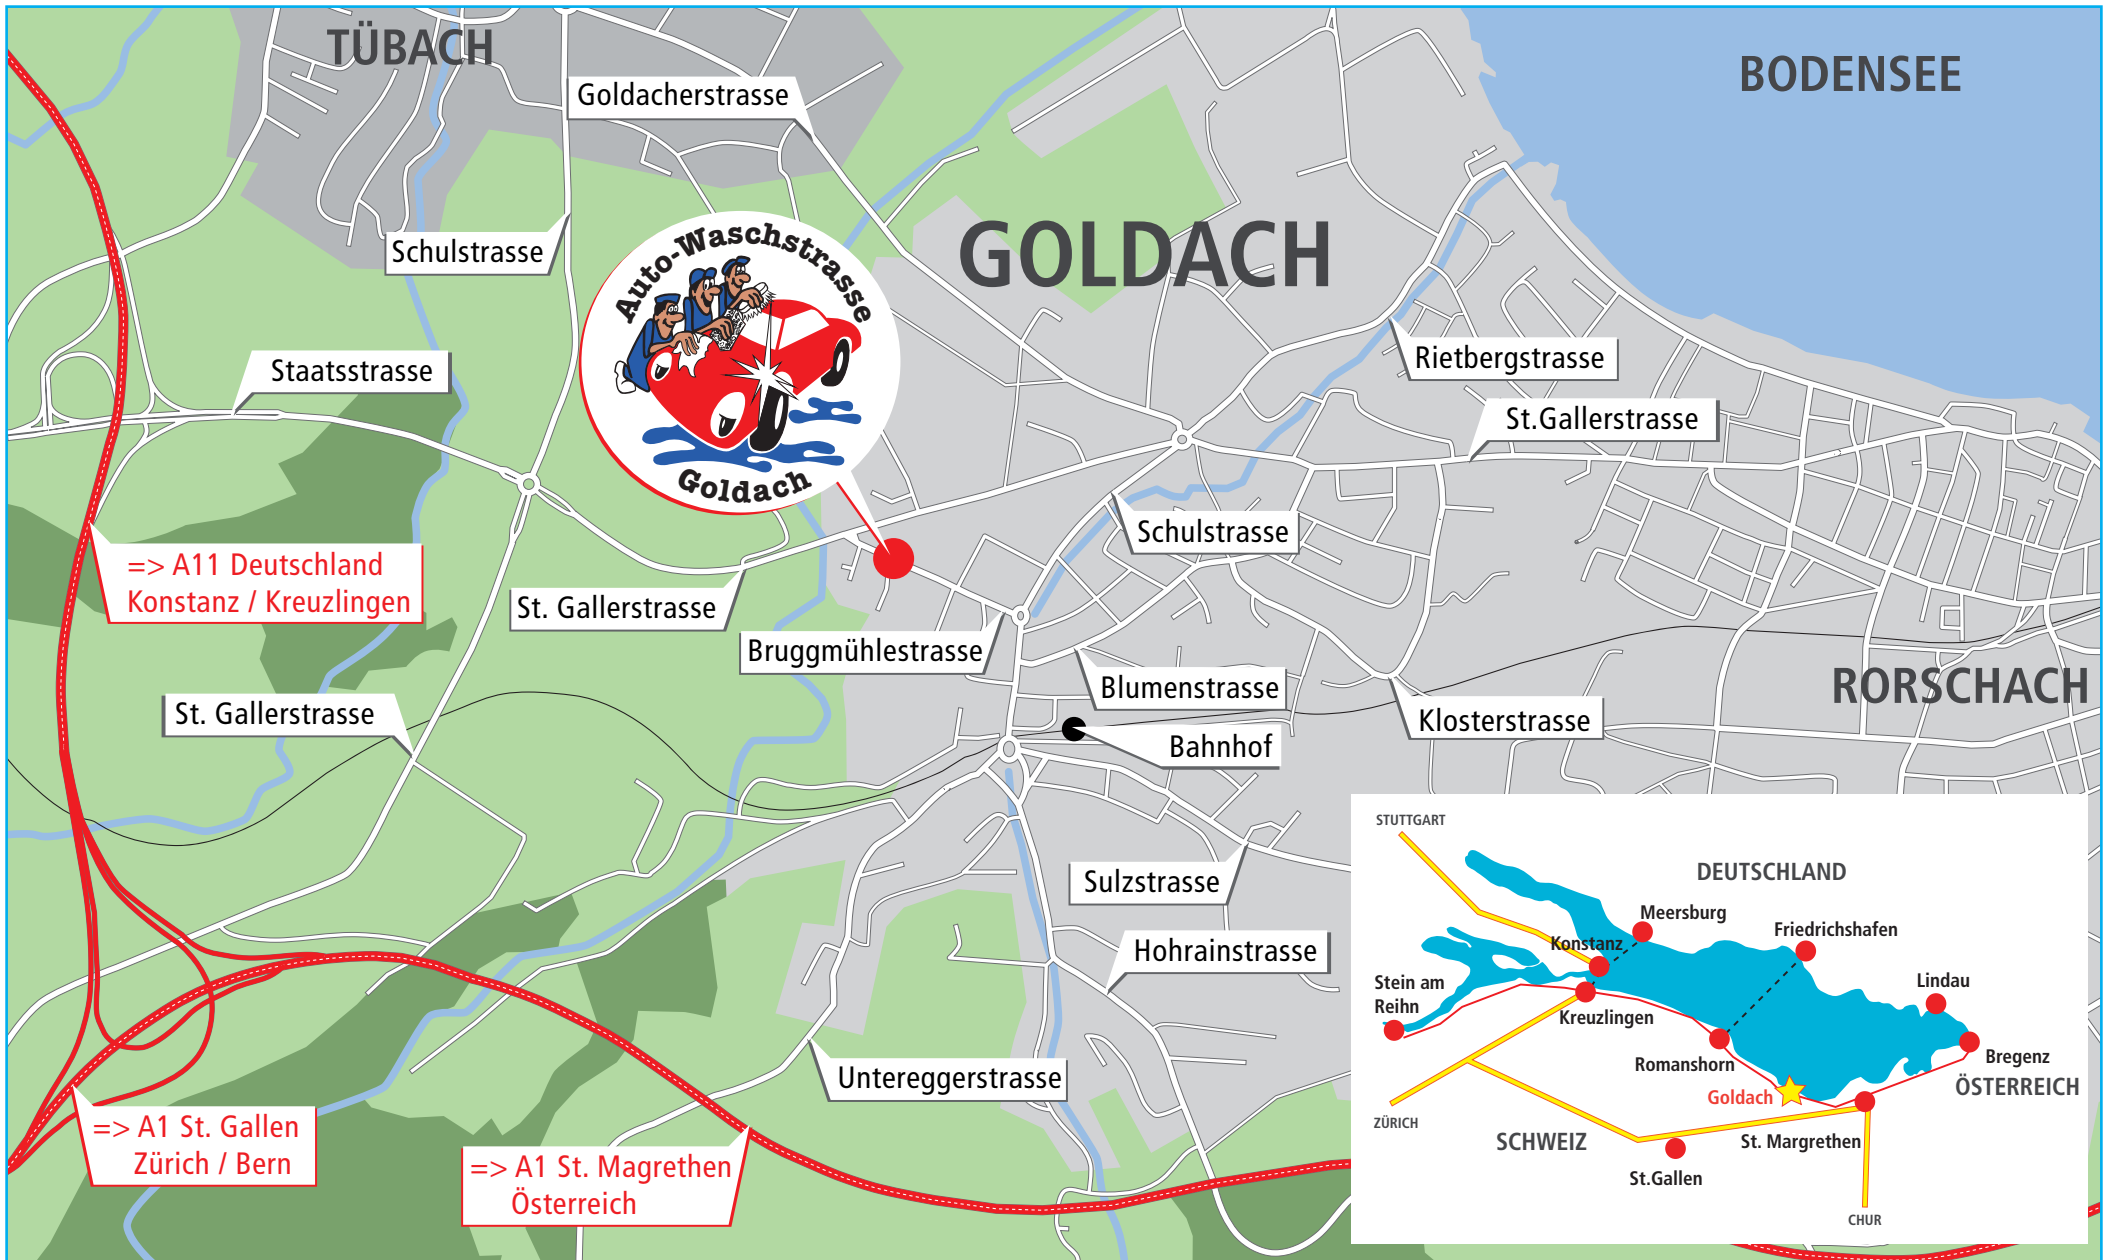 TÜBACH
BODENSEE
Goldacherstrasse
GOLDACH
Schulstrasse
Auto-Waschstrasse
Goldach
Staatsstrasse
Rietbergstrasse
St.Gallerstrasse
Schulstrasse
=> A11 Deutschland
Konstanz / Kreuzlingen
St. Gallerstrasse
Bruggmühlestrasse
Blumenstrasse
RORSCHACH
St. Gallerstrasse
Klosterstrasse
Bahnhof
Sulzstrasse
Hohrainstrasse
Untereggerstrasse
=> A1 St. Gallen
Zürich / Bern
=> A1 St. Magrethen
Österreich
STUTTGART
DEUTSCHLAND
Meersburg
Friedrichshafen
Konstanz
Stein am
Reihn
Lindau
Kreuzlingen
Romanshorn
Bregenz
ÖSTERREICH
Goldach
ZÜRICH
SCHWEIZ
St. Margrethen
St.Gallen
CHUR